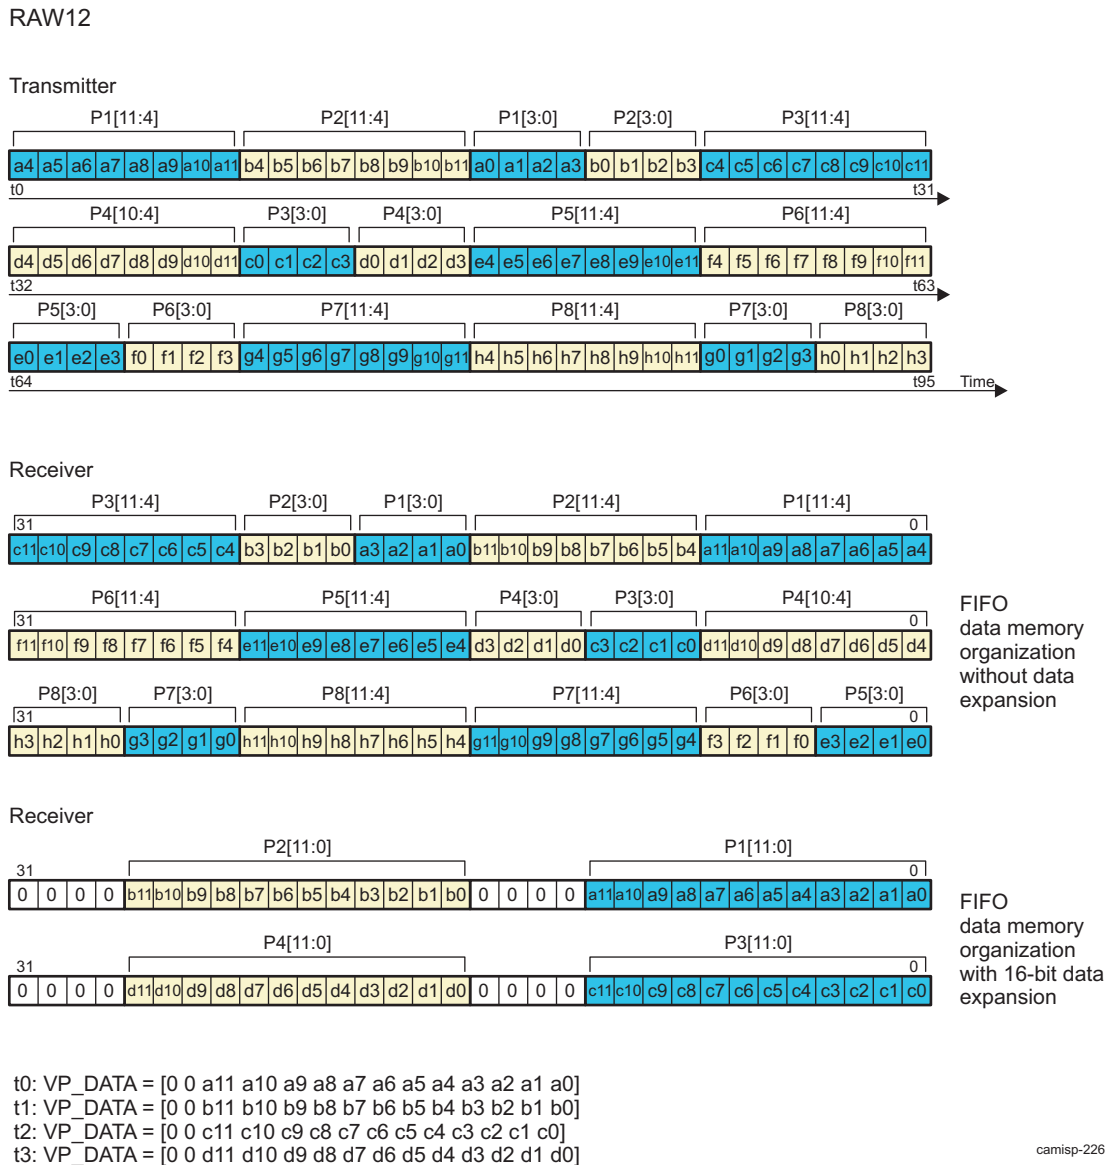 RAW12
Transmitter
P1[11:4] P2[11:4] P1[3:0] P2[3:0] P3[11:4]
a4 a5 a6 a7 a8 a9 a10 a11 b4 b5 b6 b7 b8 b9 b10 b11 a0 a1 a2 a3 b0 b1 b2 b3 c4 c5 c6 c7 c8 c9 c10 c11
t0 t31
P4[10:4] P3[3:0] P4[3:0] P5[11:4] P6[11:4]
d4 d5 d6 d7 d8 d9 d10 d11 c0 c1 c2 c3 d0 d1 d2 d3 e4 e5 e6 e7 e8 e9 e10 e11 f4 f5 f6 f7 f8 f9 f10 f11
t32 t63
P5[3:0] P6[3:0] P7[11:4] P8[11:4] P7[3:0] P8[3:0]
e0 e1 e2 e3 f0 f1 f2 f3 g4 g5 g6 g7 g8 g9 g10 g11 h4 h5 h6 h7 h8 h9 h10 h11 g0 g1 g2 g3 h0 h1 h2 h3
t64 t95 Time
Receiver
P3[11:4] P2[3:0] P1[3:0] P2[11:4] P1[11:4]
31 0
c11 c10 c9 c8 c7 c6 c5 c4 b3 b2 b1 b0 a3 a2 a1 a0 b11 b10 b9 b8 b7 b6 b5 b4 a11 a10 a9 a8 a7 a6 a5 a4
P6[11:4] P5[11:4] P4[3:0] P3[3:0] P4[10:4]
31 0
f11 f10 f9 f8 f7 f6 f5 f4 e11 e10 e9 e8 e7 e6 e5 e4 d3 d2 d1 d0 c3 c2 c1 c0 d11 d10 d9 d8 d7 d6 d5 d4
P8[3:0] P7[3:0] P8[11:4] P7[11:4] P6[3:0] P5[3:0]
31 0
h3 h2 h1 h0 g3 g2 g1 g0 h11 h10 h9 h8 h7 h6 h5 h4 g11 g10 g9 g8 g7 g6 g5 g4 f3 f2 f1 f0 e3 e2 e1 e0
FIFO
data memory
organization
without data
expansion
Receiver
P2[11:0] P1[11:0]
31 0
0 0 0 0 b11 b10 b9 b8 b7 b6 b5 b4 b3 b2 b1 b0 0 0 0 0 a11 a10 a9 a8 a7 a6 a5 a4 a3 a2 a1 a0
P4[11:0] P3[11:0]
31 0
0 0 0 0 d11 d10 d9 d8 d7 d6 d5 d4 d3 d2 d1 d0 0 0 0 0 c11 c10 c9 c8 c7 c6 c5 c4 c3 c2 c1 c0
FIFO
data memory
organization
with 16-bit data
expansion
t0: VP_DATA = [0 0 a11 a10 a9 a8 a7 a6 a5 a4 a3 a2 a1 a0]
t1: VP_DATA = [0 0 b11 b10 b9 b8 b7 b6 b5 b4 b3 b2 b1 b0]
t2: VP_DATA = [0 0 c11 c10 c9 c8 c7 c6 c5 c4 c3 c2 c1 c0]
t3: VP_DATA = [0 0 d11 d10 d9 d8 d7 d6 d5 d4 d3 d2 d1 d0]
camisp-226